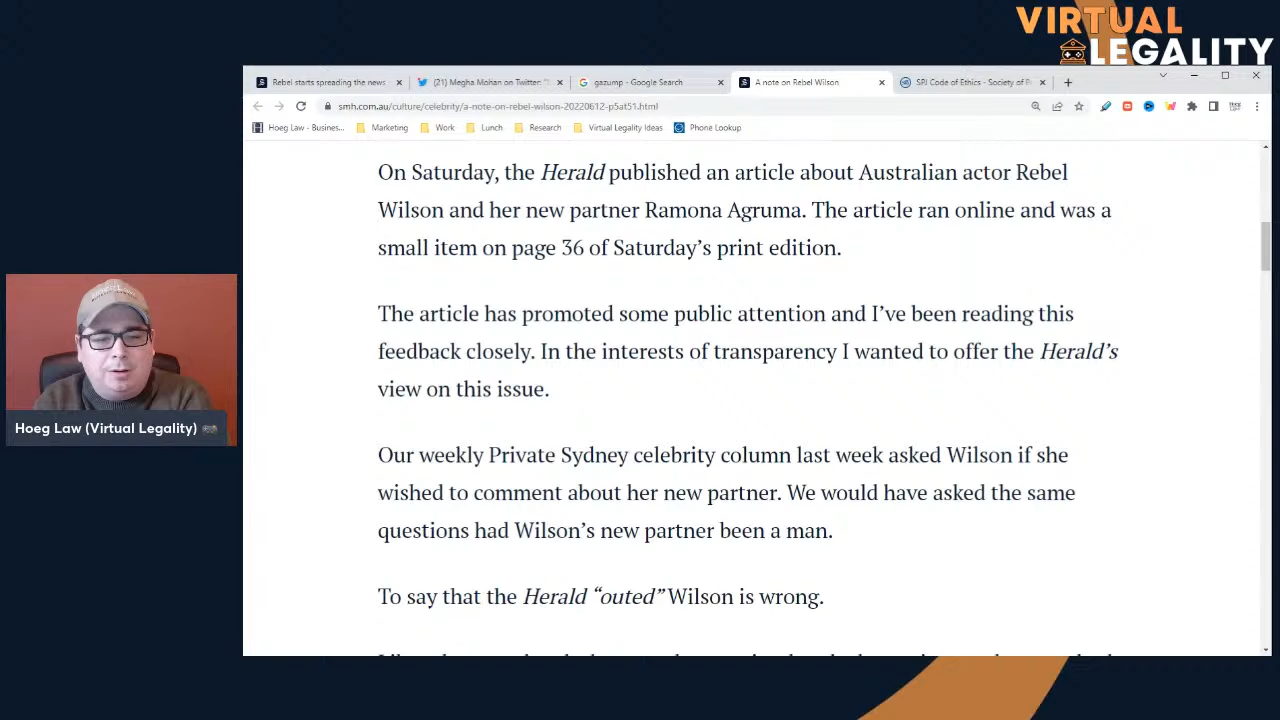 VIRTUAL
LEGALITY
Rebel starts spreading the news
(21) Megha Mohan on Twitter: "
gazump - Google Search
A note on Rebel Wilson
SPJ Code of Ethics - Society of P
smh.com.au/culture/celebrity/a-note-on-rebel-wilson-20220612-p5at51.html
Hoeg Law - Busines...
Marketing
Work
Lunch
Research
Virtual Legality Ideas
Phone Lookup
On Saturday, the Herald published an article about Australian actor Rebel
Wilson and her new partner Ramona Agruma. The article ran online and was a
small item on page 36 of Saturday's print edition.
The article has promoted some public attention and I've been reading this
feedback closely. In the interests of transparency I wanted to offer the Herald's
view on this issue.
Our weekly Private Sydney celebrity column last week asked Wilson if she
wished to comment about her new partner. We would have asked the same
questions had Wilson's new partner been a man.
To say that the Herald "outed" Wilson is wrong.
Hoeg Law (Virtual Legality)